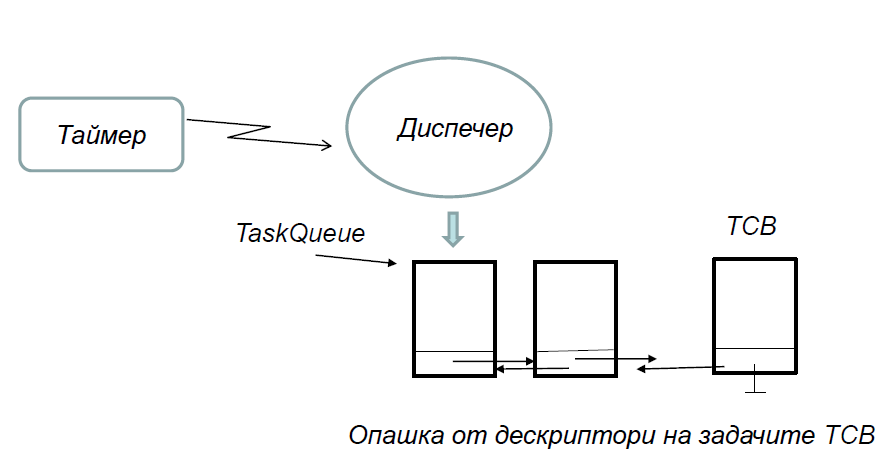 Таймер
Диспечер
TaskQueue
TCB
Опашка от дескриптори на задачите TCB